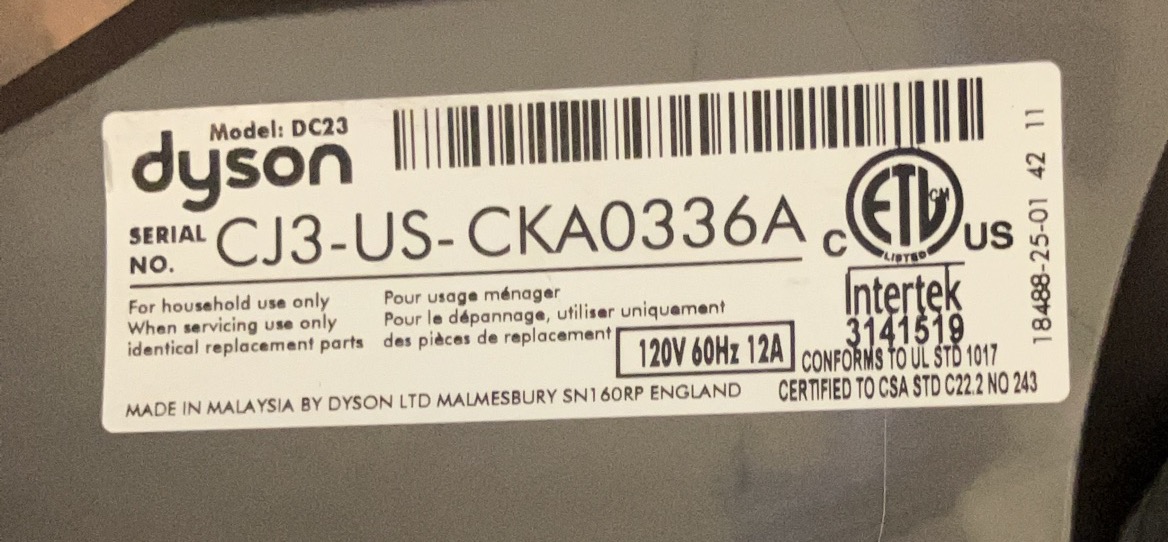 Model: DC23
dyson
SERIAL NO. CJ3-US-CKA0336A
For household use only
When servicing use only
identical replacement parts
Pour usage ménager
Pour le dépannage, utiliser uniquement
des pièces de replacement
120V 60Hz 12A
MADE IN MALAYSIA BY DYSON LTD MALMESBURY SN160RP ENGLAND
C ETL CM US
LISTED
Intertek
3141519
CONFORMS TO UL STD 1017
CERTIFIED TO CSA STD C22.2 NO 243
18488-25-01 42 11